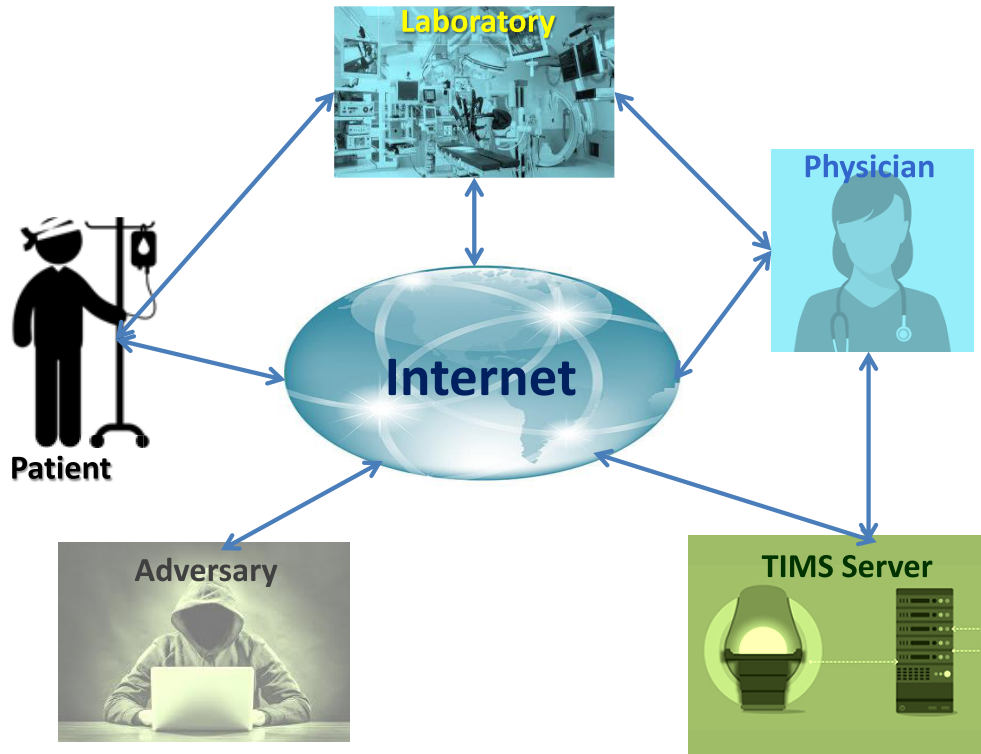 Laboratory
Physician
Internet
Patient
Adversary
TIMS Server